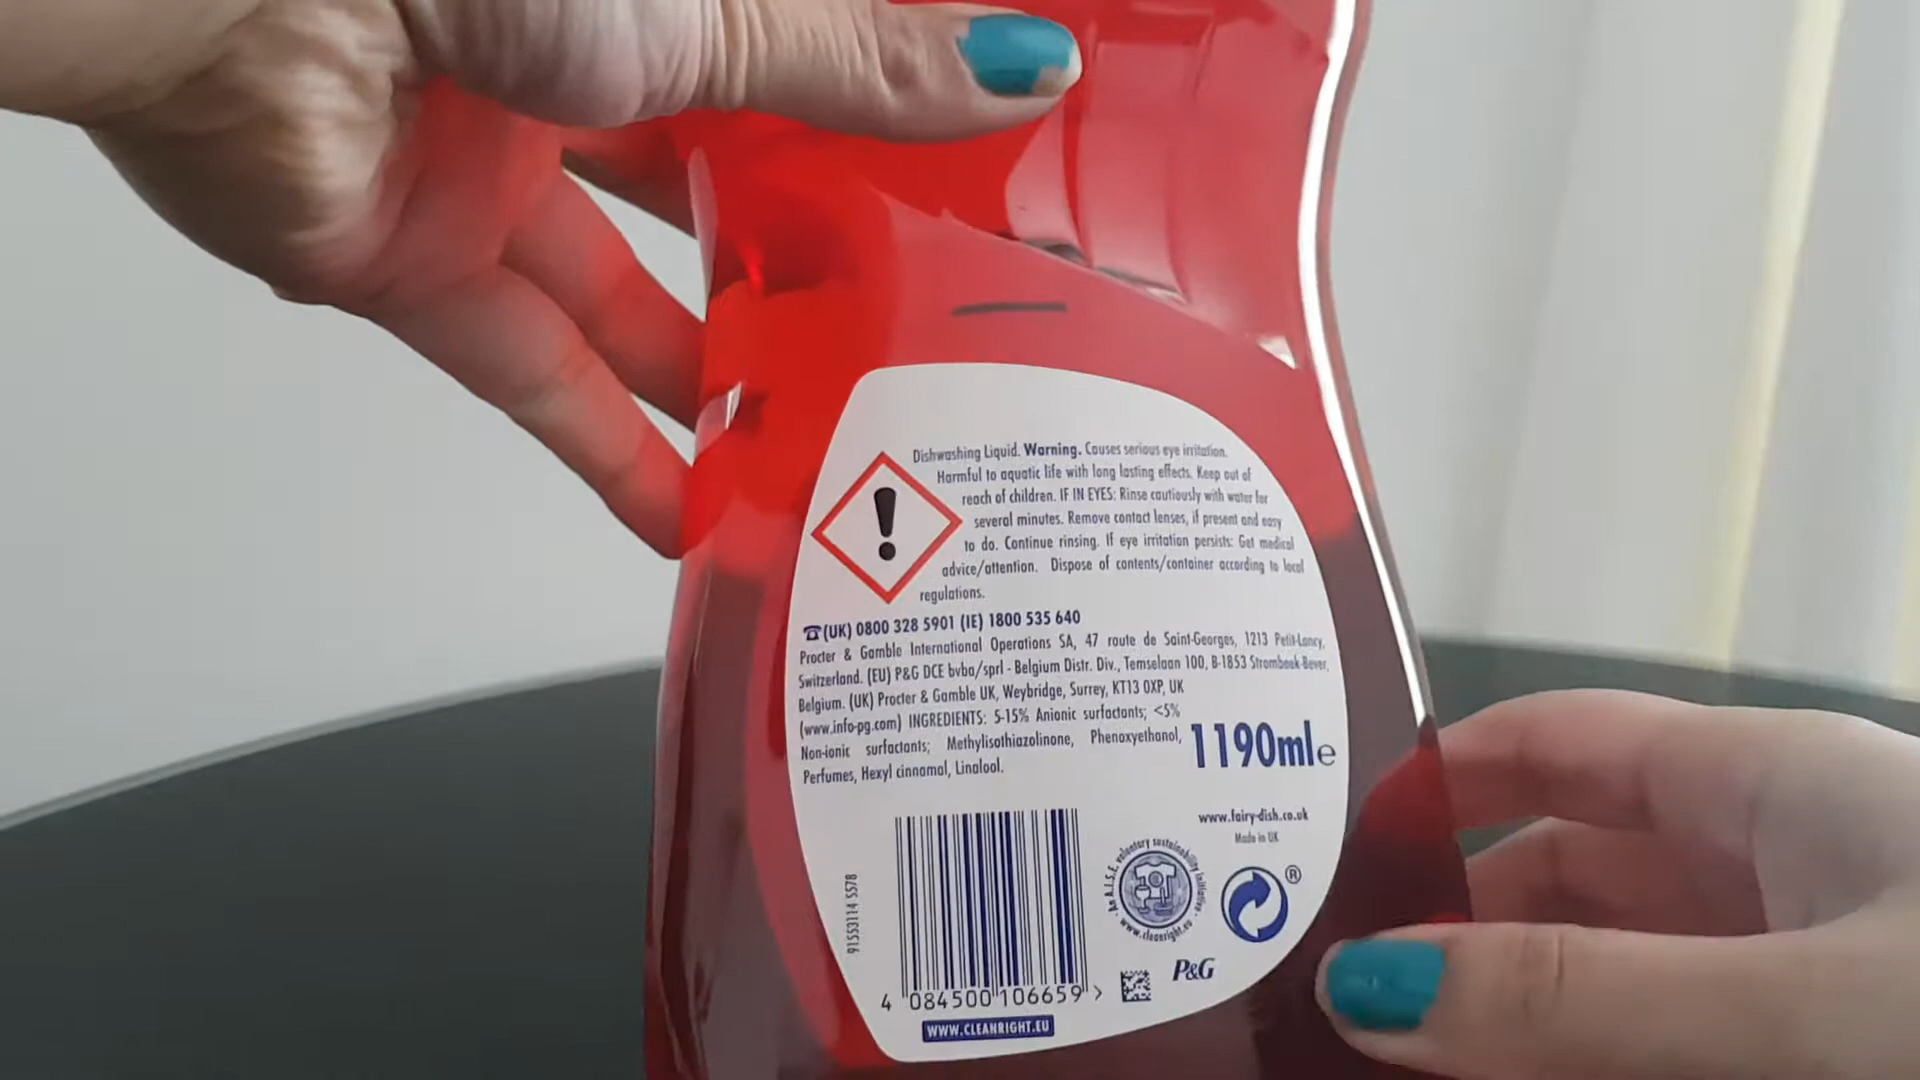 Dishwashing Liquid. Warning. Causes serious eye irritation.
Harmful to aquatic life with long lasting effects. Keep out of
reach of children. IF IN EYES: Rinse cautiously with water for
several minutes. Remove contact lenses, if present and easy
to do. Continue rinsing. If eye irritation persists: Get medical
advice/attention. Dispose of contents/container according to local
regulations.
☎(UK) 0800 328 5901 (IE) 1800 535 640
Procter & Gamble International Operations SA, 47 route de Saint-Georges, 1213 Petit-Lancy,
Switzerland. (EU) P&G DCE bvba/sprl - Belgium Distr. Div., Temselaan 100, B-1853 Strombeek-Bever,
Belgium. (UK) Procter & Gamble UK, Weybridge, Surrey, KT13 0XP, UK
(www.info-pg.com) INGREDIENTS: 5-15% Anionic surfactants; <5%
Non-ionic surfactants; Methylisothiazolinone, Phenoxyethanol,
Perfumes, Hexyl cinnamal, Linalool.
1190ml e
www.fairy-dish.co.uk
Made in UK
An A.I.S.E. voluntary sustainability initiative
www.cleanright.eu
®
91553114 5578
P&G
4 084500 106659 >
WWW.CLEANRIGHT.EU